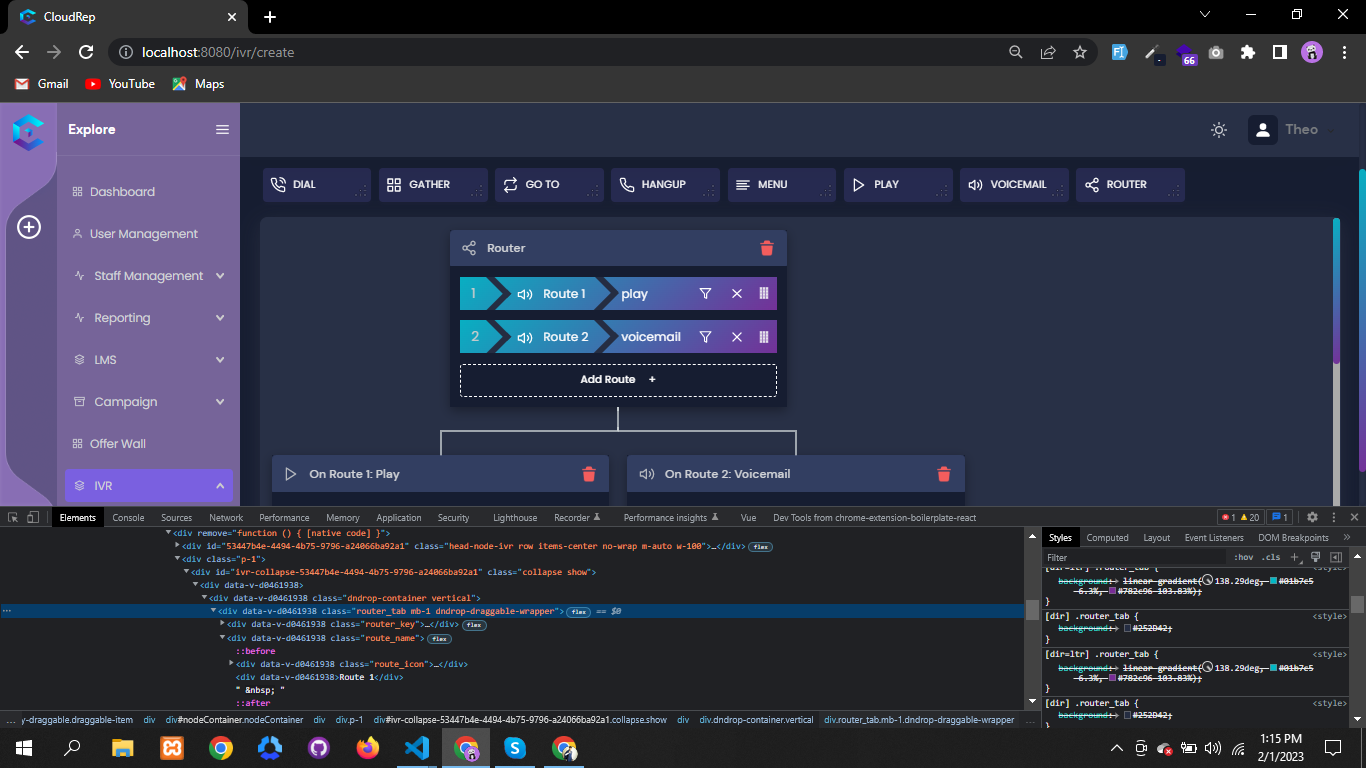 CloudRep
localhost:8080/ivr/create
66
Gmail YouTube Maps
Explore
Theo
DIAL GATHER GO TO HANGUP MENU PLAY VOICEMAIL ROUTER
Dashboard
User Management
Staff Management
Reporting
LMS
Campaign
Offer Wall
IVR
Router
1 Route 1 play
2 Route 2 voicemail
Add Route +
On Route 1: Play
On Route 2: Voicemail
Elements Console Sources Network Performance Memory Application Security Lighthouse Recorder Performance insights Vue Dev Tools from chrome-extension-boilerplate-react 1 20 1
<div remove="function () { [native code] }">
<div id="53447b4e-4494-4b75-9796-a24066ba92a1" class="head-node-ivr row items-center no-wrap m-auto w-100">…</div> flex
<div class="p-1">
<div id="ivr-collapse-53447b4e-4494-4b75-9796-a24066ba92a1" class="collapse show">
<div data-v-d0461938>
<div class="dndrop-container vertical">
<div data-v-d0461938 class="router_tab mb-1 dndrop-draggable-wrapper"> flex == $0
<div data-v-d0461938 class="router_key">…</div> flex
<div data-v-d0461938 class="route_name"> flex
::before
<div data-v-d0461938 class="route_icon">…</div>
<div data-v-d0461938>Route 1</div>
" &nbsp; "
::after
… y-draggable.draggable-item div div#nodeContainer.nodeContainer div div.p-1 div#ivr-collapse-53447b4e-4494-4b75-9796-a24066ba92a1.collapse.show div div.dndrop-container.vertical div.router_tab.mb-1.dndrop-draggable-wrapper …
Styles Computed Layout Event Listeners DOM Breakpoints »
Filter :hov .cls +
[dir=ltr] .router_tab { <style>
background: linear-gradient(138.29deg, #01b7c5
-6.3%, #782c96 103.83%);
}
[dir] .router_tab { <style>
background: #252D42;
}
[dir=ltr] .router_tab { <style>
background: linear-gradient(138.29deg, #01b7c5
-6.3%, #782c96 103.83%);
}
[dir] .router_tab { <style>
background: #252D42;
1:15 PM
2/1/2023